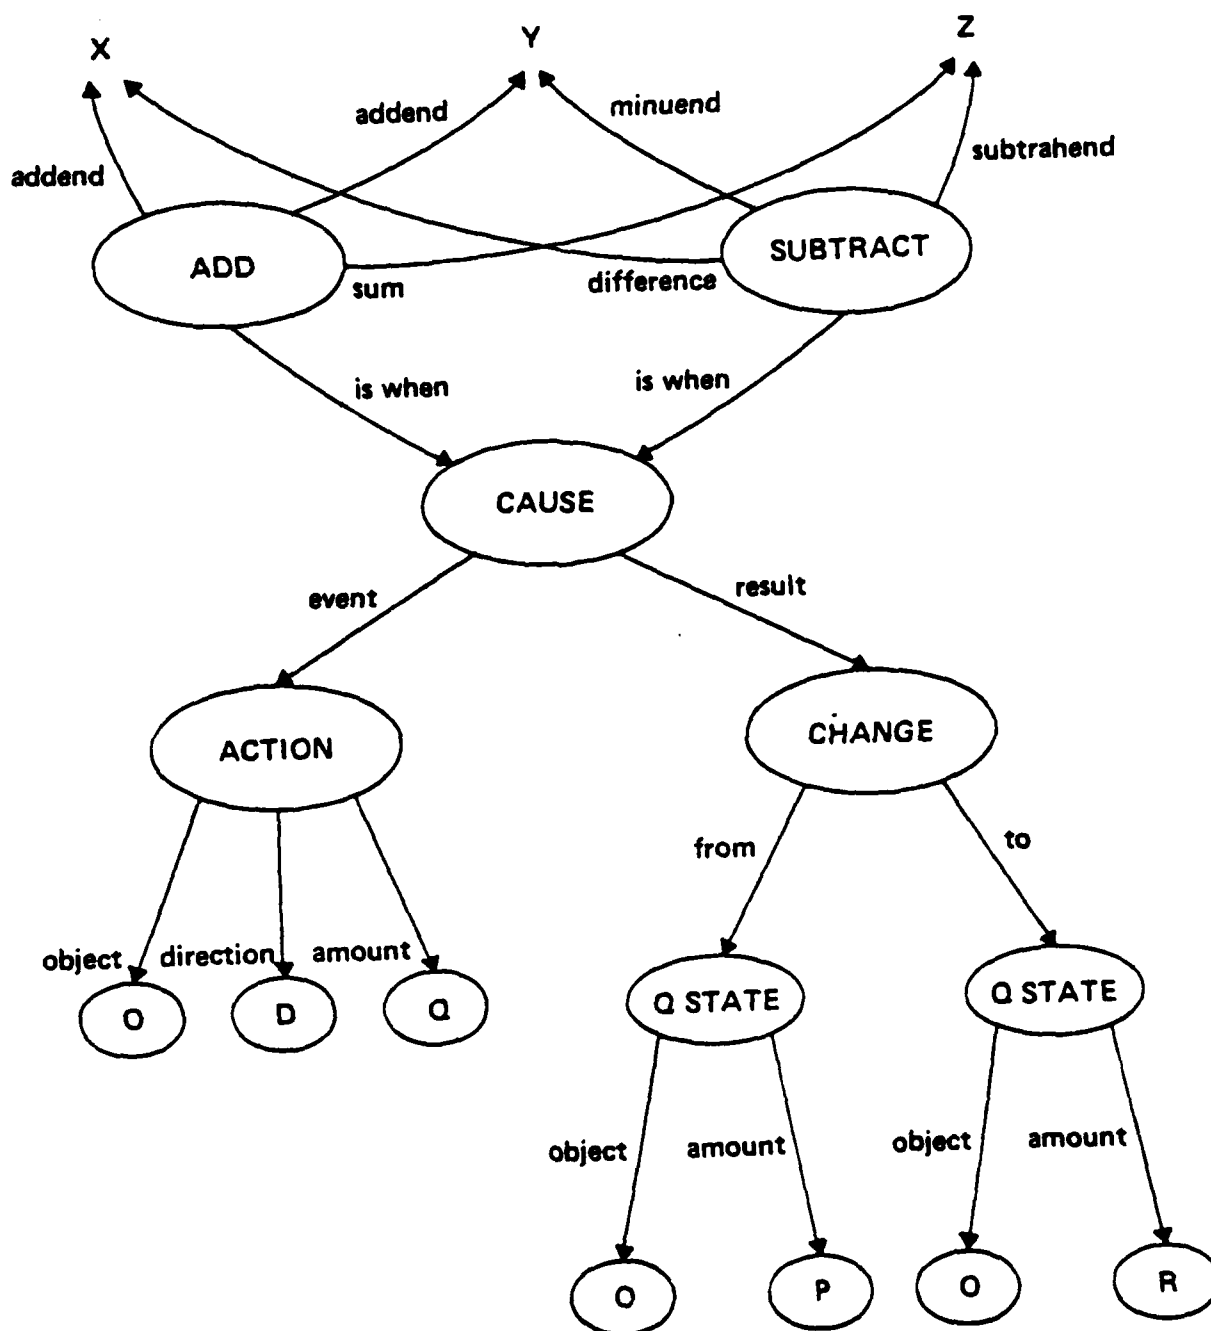 X
Y
Z
addend
minuend
addend
subtrahend
ADD
SUBTRACT
sum
difference
is when
is when
CAUSE
event
result
ACTION
CHANGE
from
to
object
direction
amount
Q STATE
Q STATE
O
D
Q
object
amount
object
amount
O
P
O
R